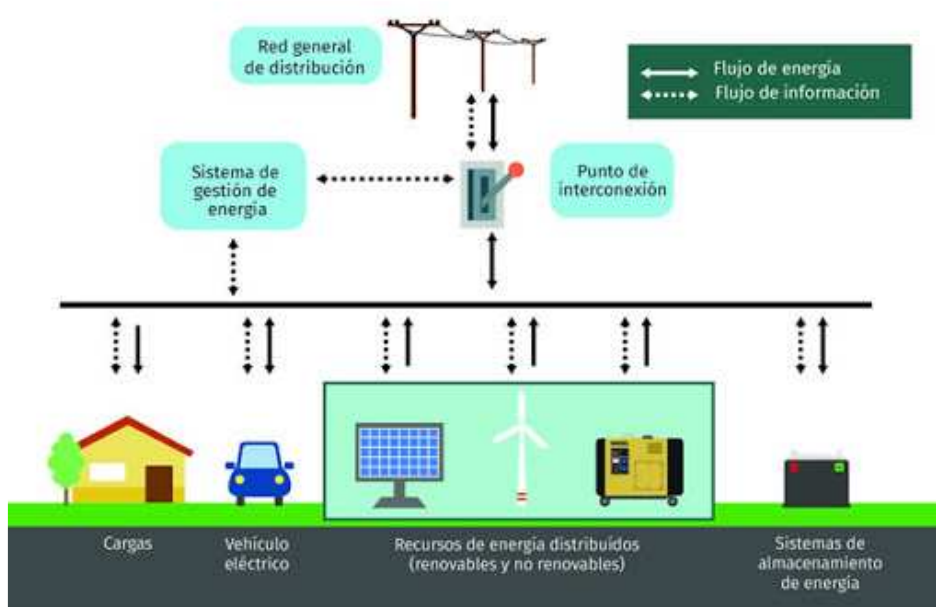 Red general
de distribución
Flujo de energía
Flujo de información
Sistema de
gestión de
energía
Punto de
interconexión
Cargas
Vehículo
eléctrico
Recursos de energía distribuídos
(renovables y no renovables)
Sistemas de
almacenamiento
de energía